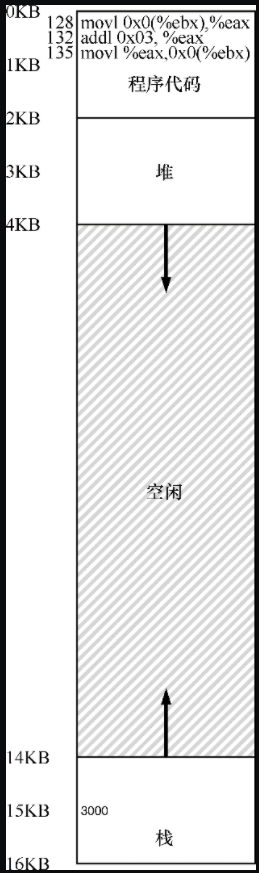 0KB
128 movl 0x0(%ebx),%eax
132 addl 0x03, %eax
135 movl %eax,0x0(%ebx)
1KB
程序代码
2KB
3KB 堆
4KB
空闲
14KB
15KB 3000
栈
16KB